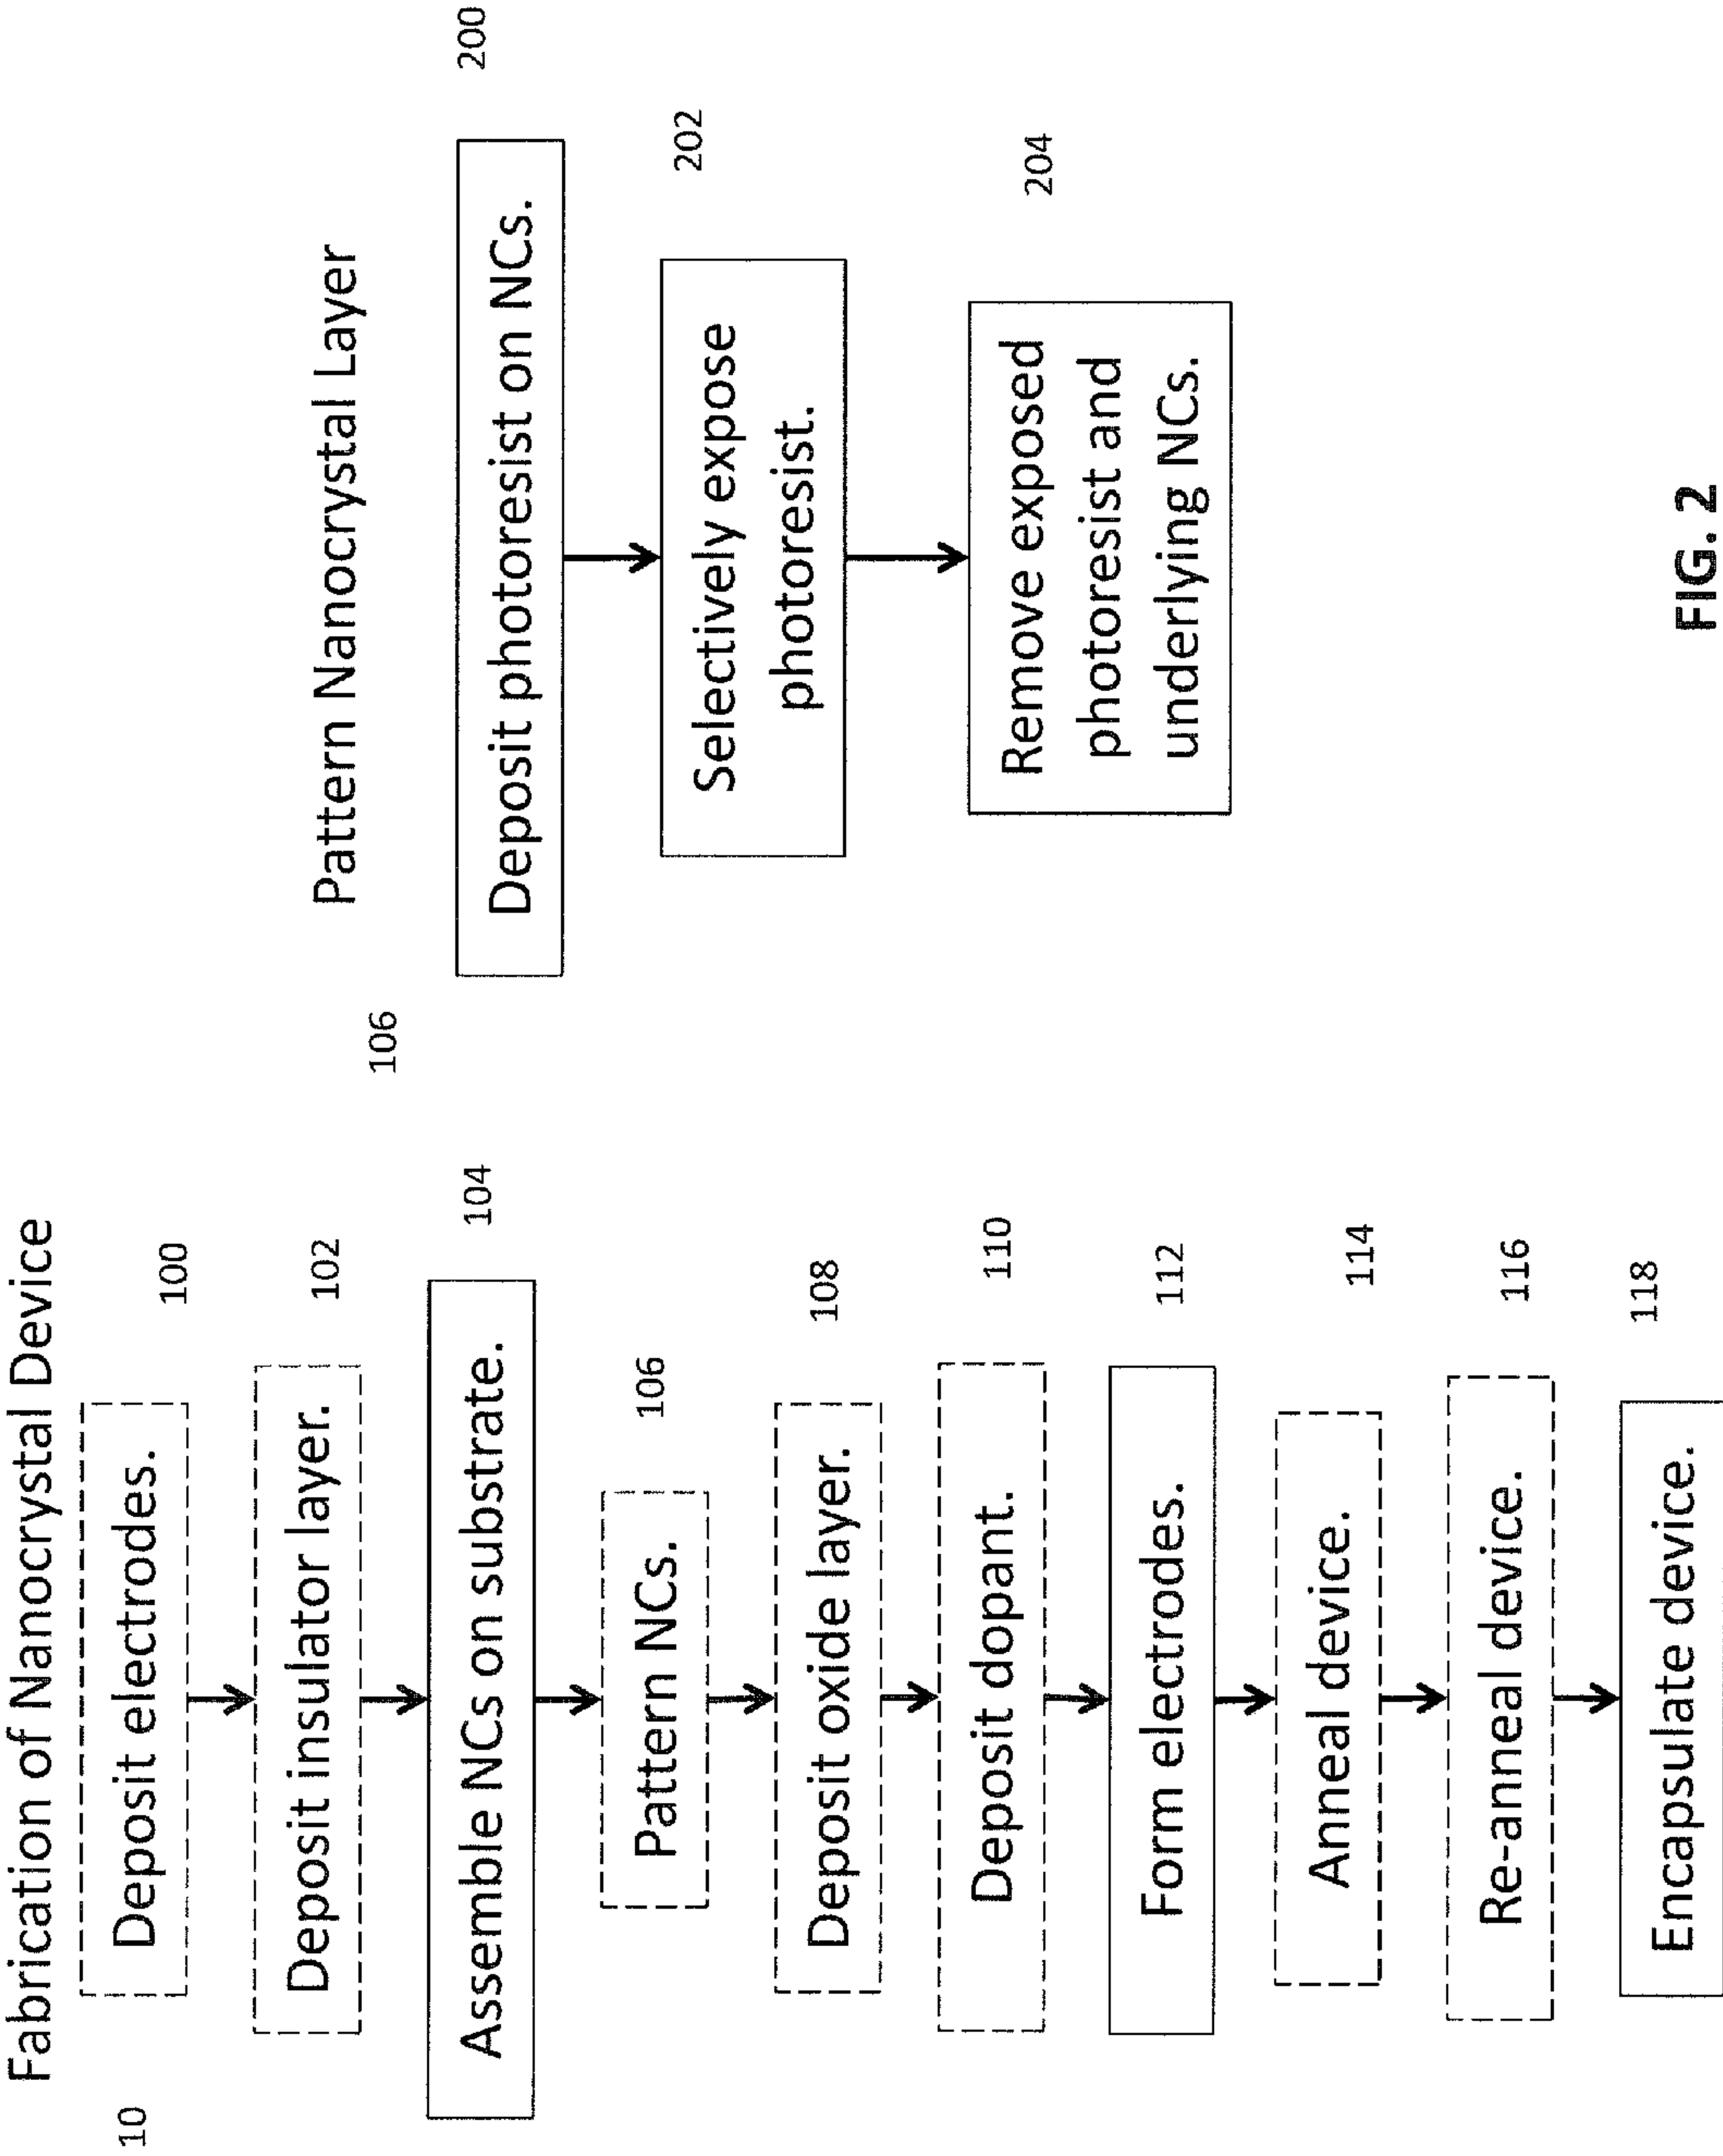 Fabrication of Nanocrystal Device
10
Deposit electrodes.
100
Deposit insulator layer.
102
Assemble NCs on substrate.
104
Pattern NCs.
106
Deposit oxide layer.
108
Deposit dopant.
110
Form electrodes.
112
Anneal device.
114
Re-anneal device.
116
Encapsulate device.
118
Pattern Nanocrystal Layer
106
Deposit photoresist on NCs.
200
Selectively expose
photoresist.
202
Remove exposed
photoresist and
underlying NCs.
204
FIG. 2